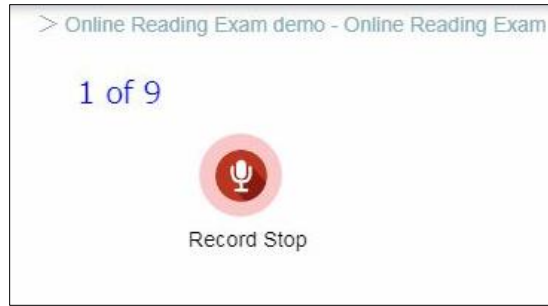 > Online Reading Exam demo - Online Reading Exam
1 of 9
Record Stop